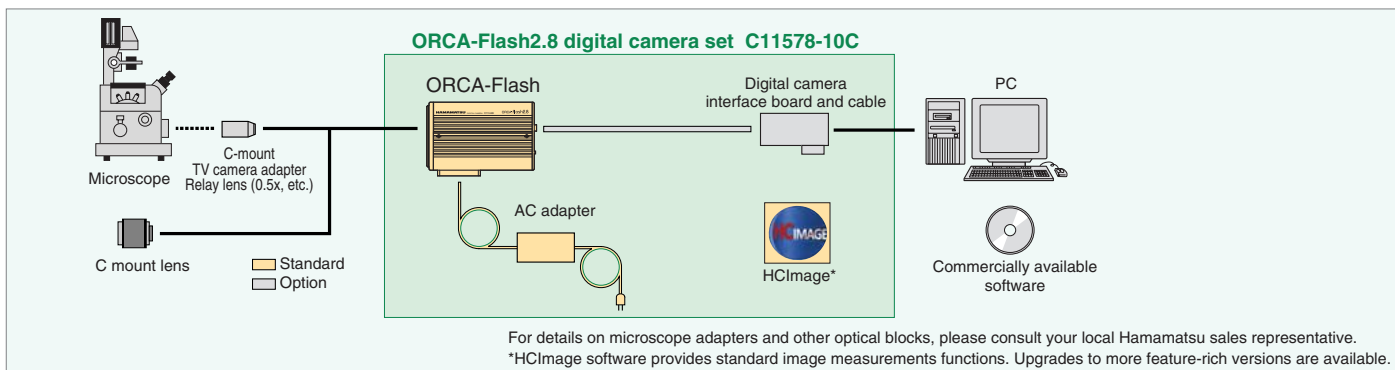 ORCA-Flash2.8 digital camera set C11578-10C
ORCA-Flash
Digital camera
interface board and cable
PC
HAMAMATSU
C-mount
TV camera adapter
Relay lens (0.5x, etc.)
Microscope
AC adapter
HCIMAGE
HCImage*
C mount lens
Standard
Option
Commercially available
software
For details on microscope adapters and other optical blocks, please consult your local Hamamatsu sales representative.
*HCImage software provides standard image measurements functions. Upgrades to more feature-rich versions are available.